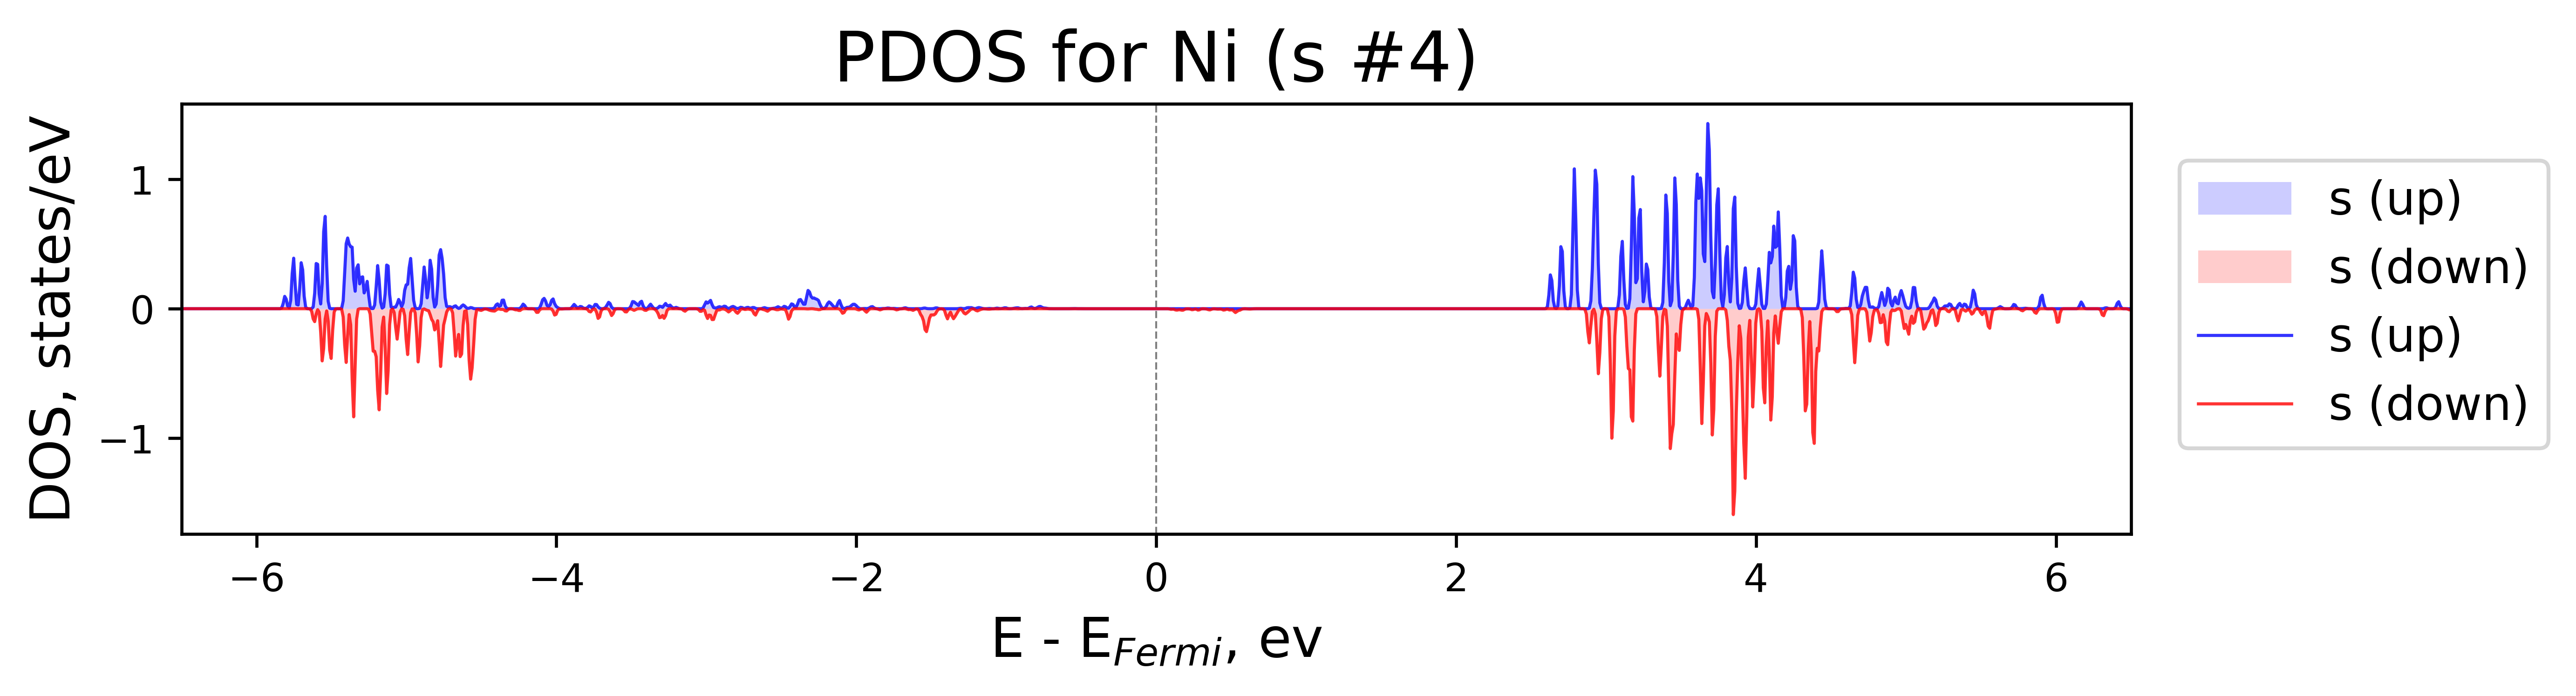 PDOS for Ni (s #4)
DOS, states/eV
1
0
−1
−6
−4
−2
0
2
4
6
E - E_Fermi, ev
s (up)
s (down)
s (up)
s (down)